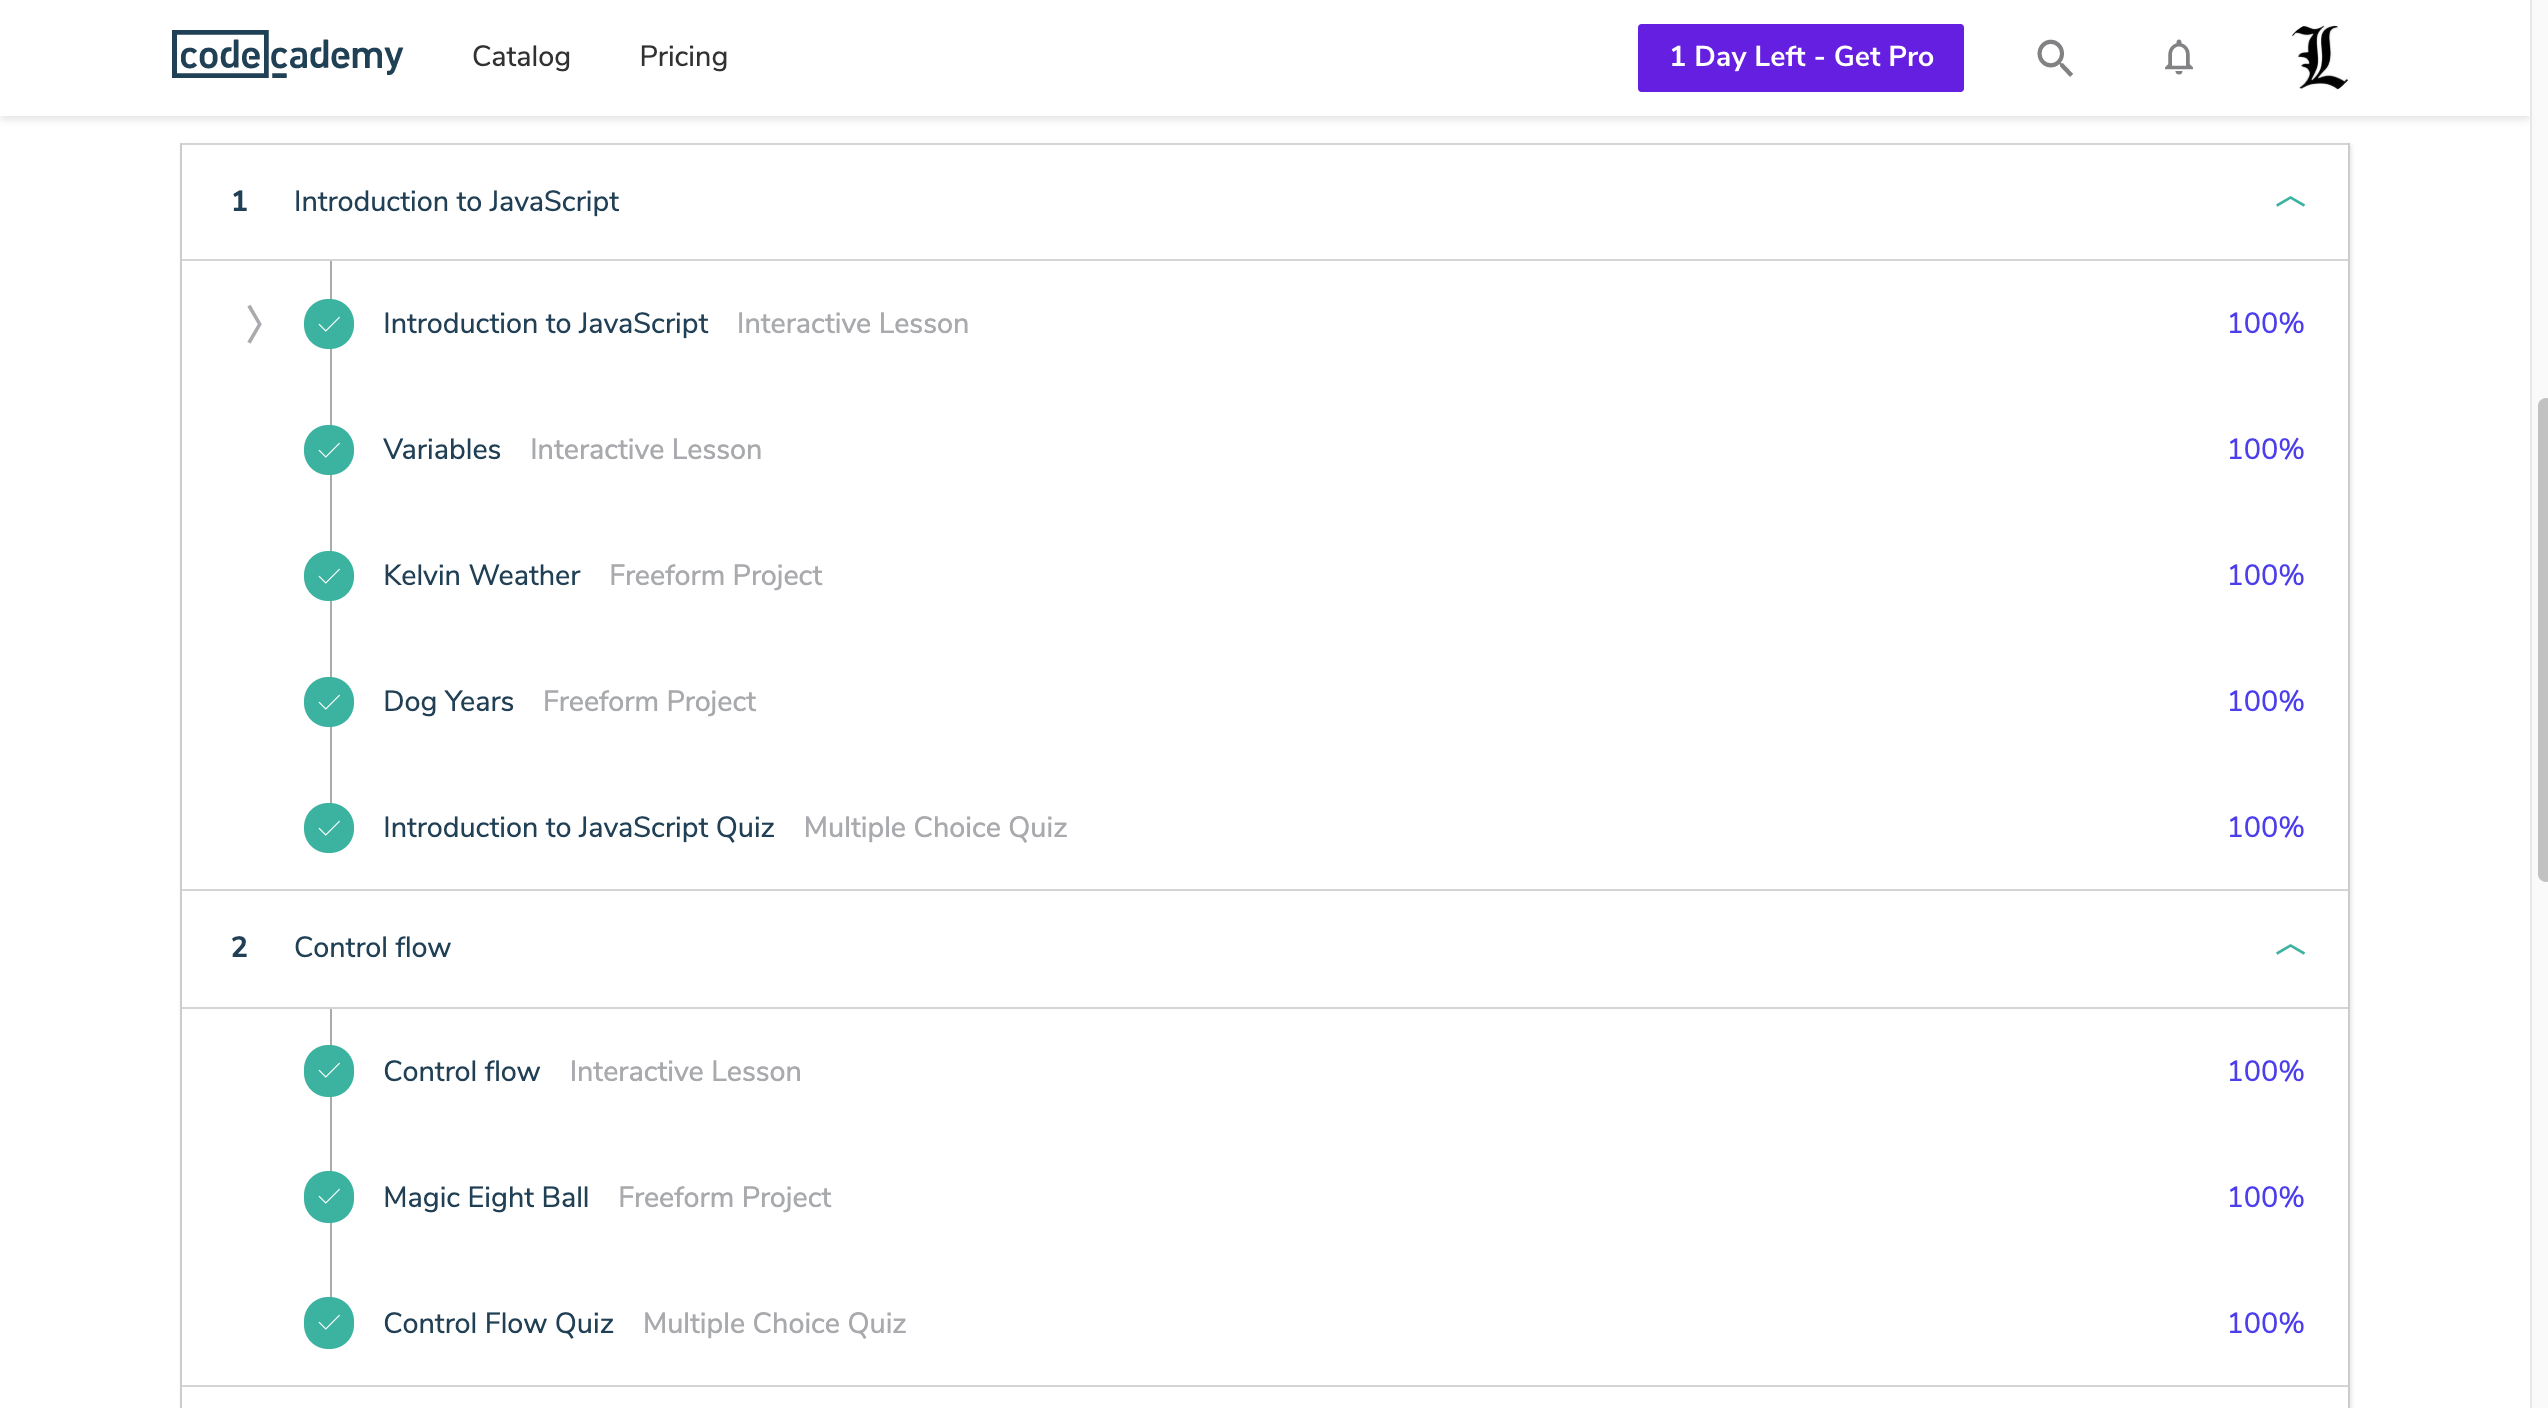 codecademy Catalog Pricing 1 Day Left - Get Pro L
1 Introduction to JavaScript
Introduction to JavaScript Interactive Lesson 100%
Variables Interactive Lesson 100%
Kelvin Weather Freeform Project 100%
Dog Years Freeform Project 100%
Introduction to JavaScript Quiz Multiple Choice Quiz 100%
2 Control flow
Control flow Interactive Lesson 100%
Magic Eight Ball Freeform Project 100%
Control Flow Quiz Multiple Choice Quiz 100%